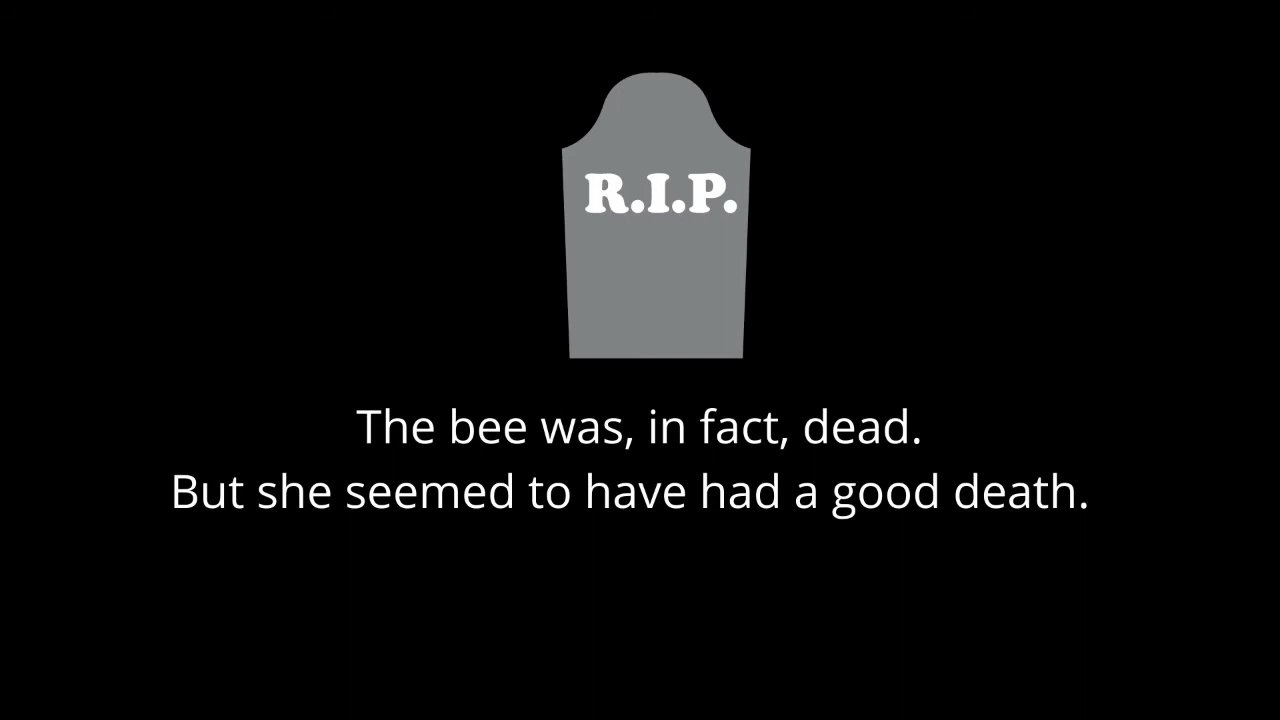 R.I.P.
The bee was, in fact, dead.
But she seemed to have had a good death.